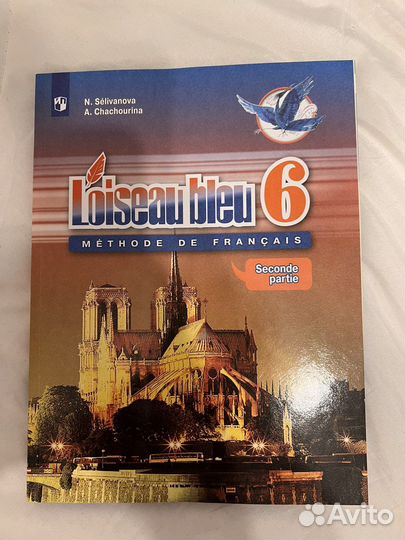 N. Sélivanova
A. Chachourina
L'oiseau bleu 6
MÉTHODE DE FRANÇAIS
Seconde
partie
Avito